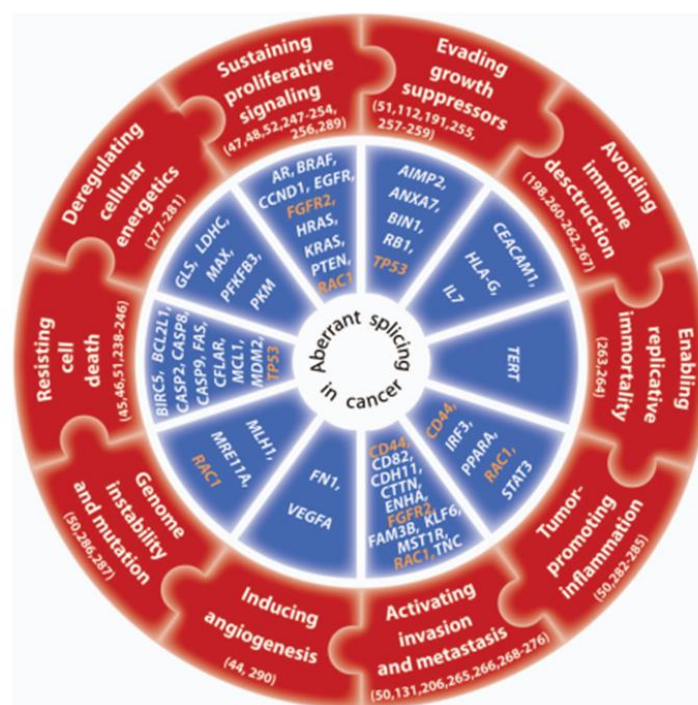 Sustaining
proliferative
signaling
(47,48,52,247-254,
256,289)
AR, BRAF,
CCND1, EGFR,
FGFR2,
HRAS,
KRAS,
PTEN,
RAC1
Evading
growth
suppressors
(51,112,191,255,
257-259)
AIMP2,
ANXA7,
BIN1,
RB1,
TP53
Avoiding
immune
desctruction
(198,260-262,267)
CEACAM1,
HLA-G,
IL7
Enabling
replicative
immortality
(263,264)
TERT
Tumor-
promoting
inflammation
(50,282-285)
CD44,
IRF3,
PPARA,
RAC1,
STAT3
Activating
invasion
and metastasis
(50,131,206,265,266,268-276)
CD44,
CD82,
CDH11,
CTTN,
ENHA,
FGFR2,
FAM3B, KLF6,
MST1R,
RAC1, TNC
Inducing
angiogenesis
(44, 290)
FN1,
VEGFA
Genome
instability
and mutation
(50,286,287)
MLH1,
MRE11A,
RAC1
Resisting
cell
death
(45,46,51,238-246)
BIRC5, BCL2L1,
CASP2, CASP8,
CASP9, FAS,
CFLAR,
MCL1,
MDM2,
TP53
Deregulating
cellular
energetics
(277-281)
GLS, LDHC,
MAX,
PFKFB3,
PKM
Aberrant splicing
in cancer